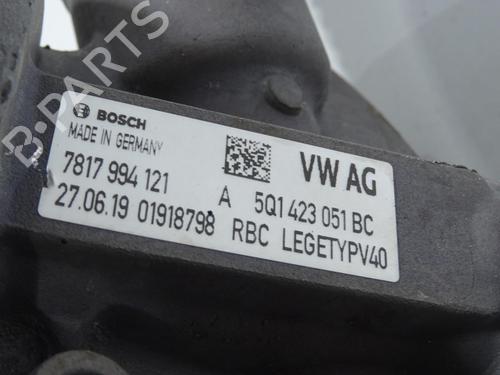 B-PARTS
BOSCH
MADE IN GERMANY
VW AG
7817 994 121
A 5Q1 423 051 BC
27.06.19 01918798 RBC LEGETYPV40